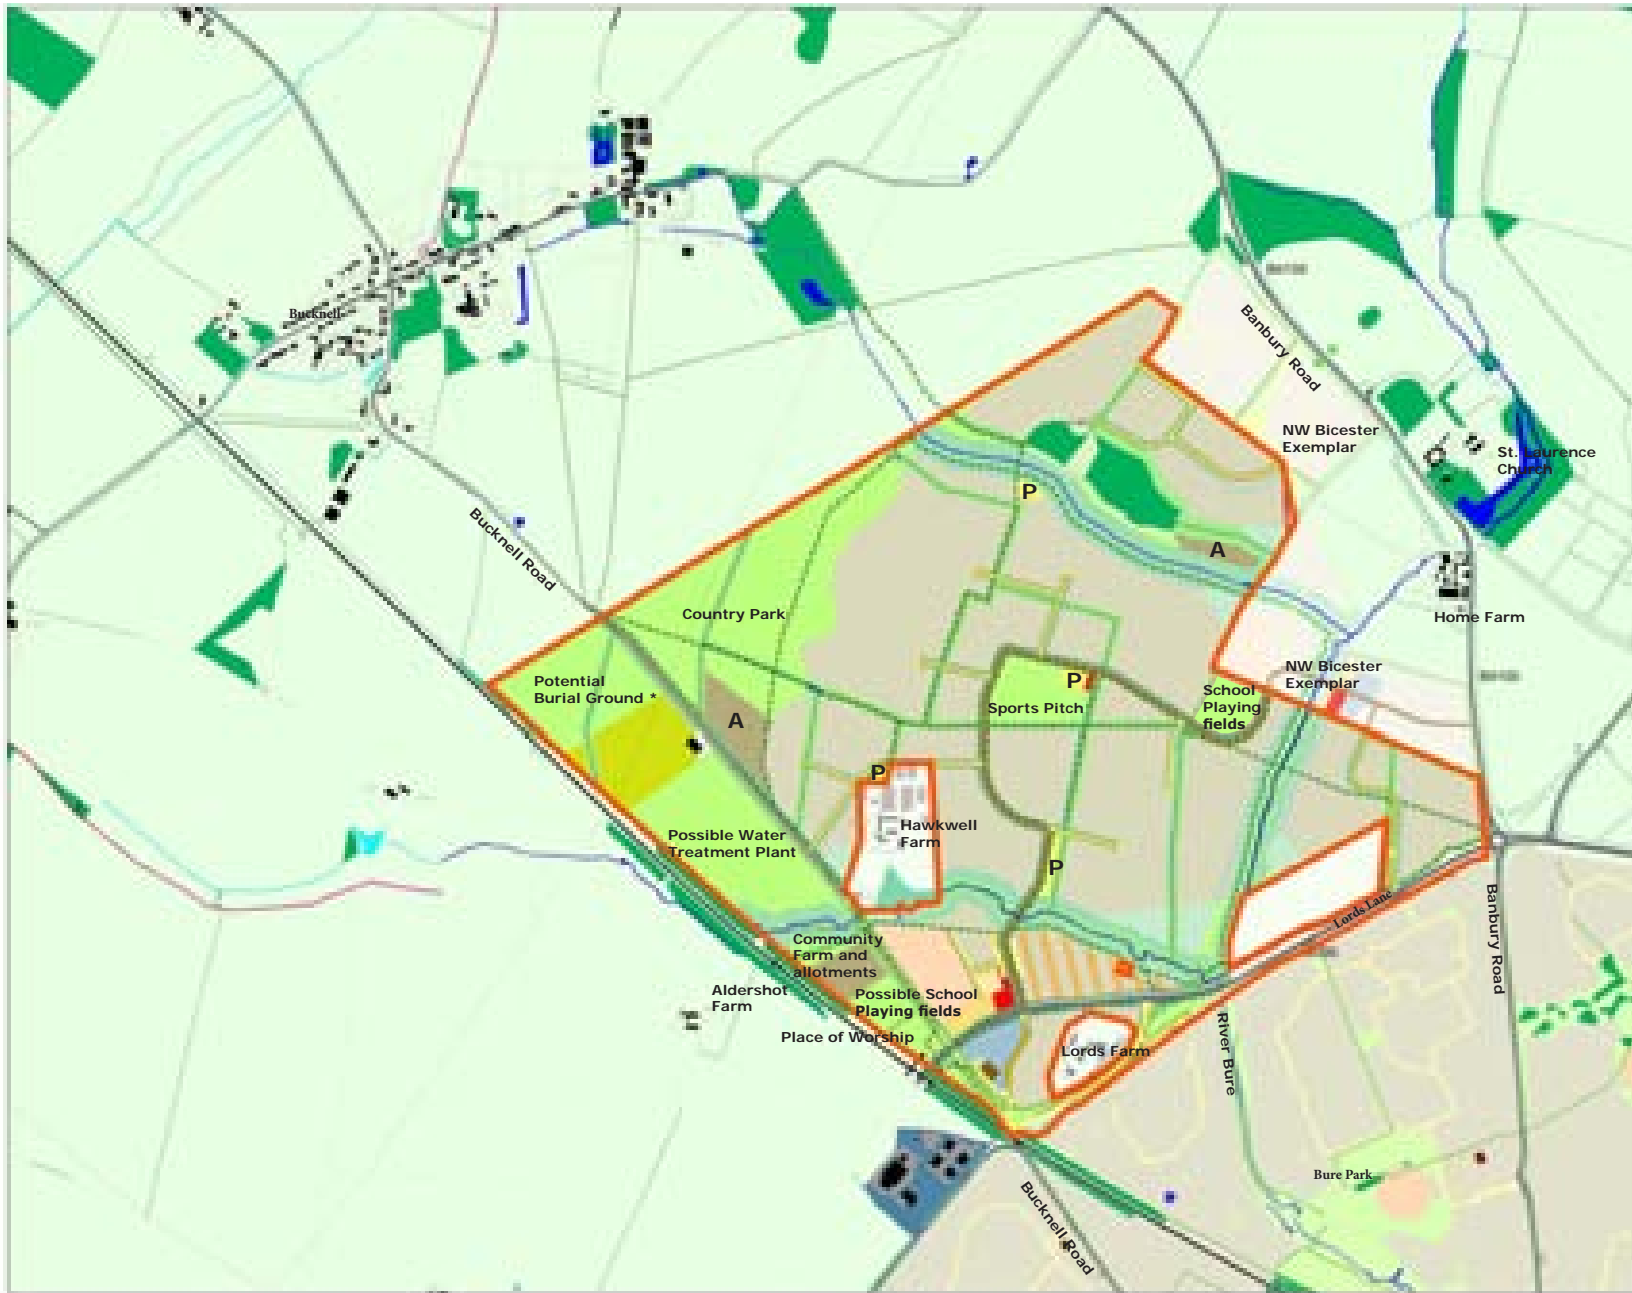 Bucknell
Banbury Road
NW Bicester
Exemplar
St. Laurence
Church
Bucknell Road
P
A
Home Farm
Country Park
NW Bicester
Exemplar
Potential
Burial Ground *
P
School
Playing
fields
Sports Pitch
A
P
Hawkwell
Farm
Possible Water
Treatment Plant
P
Lords Lane
Banbury Road
Community
Farm and
allotments
Aldershot
Farm
Possible School
Playing fields
Place of Worship
Lords Farm
River Bure
Bure Park
Bucknell Road